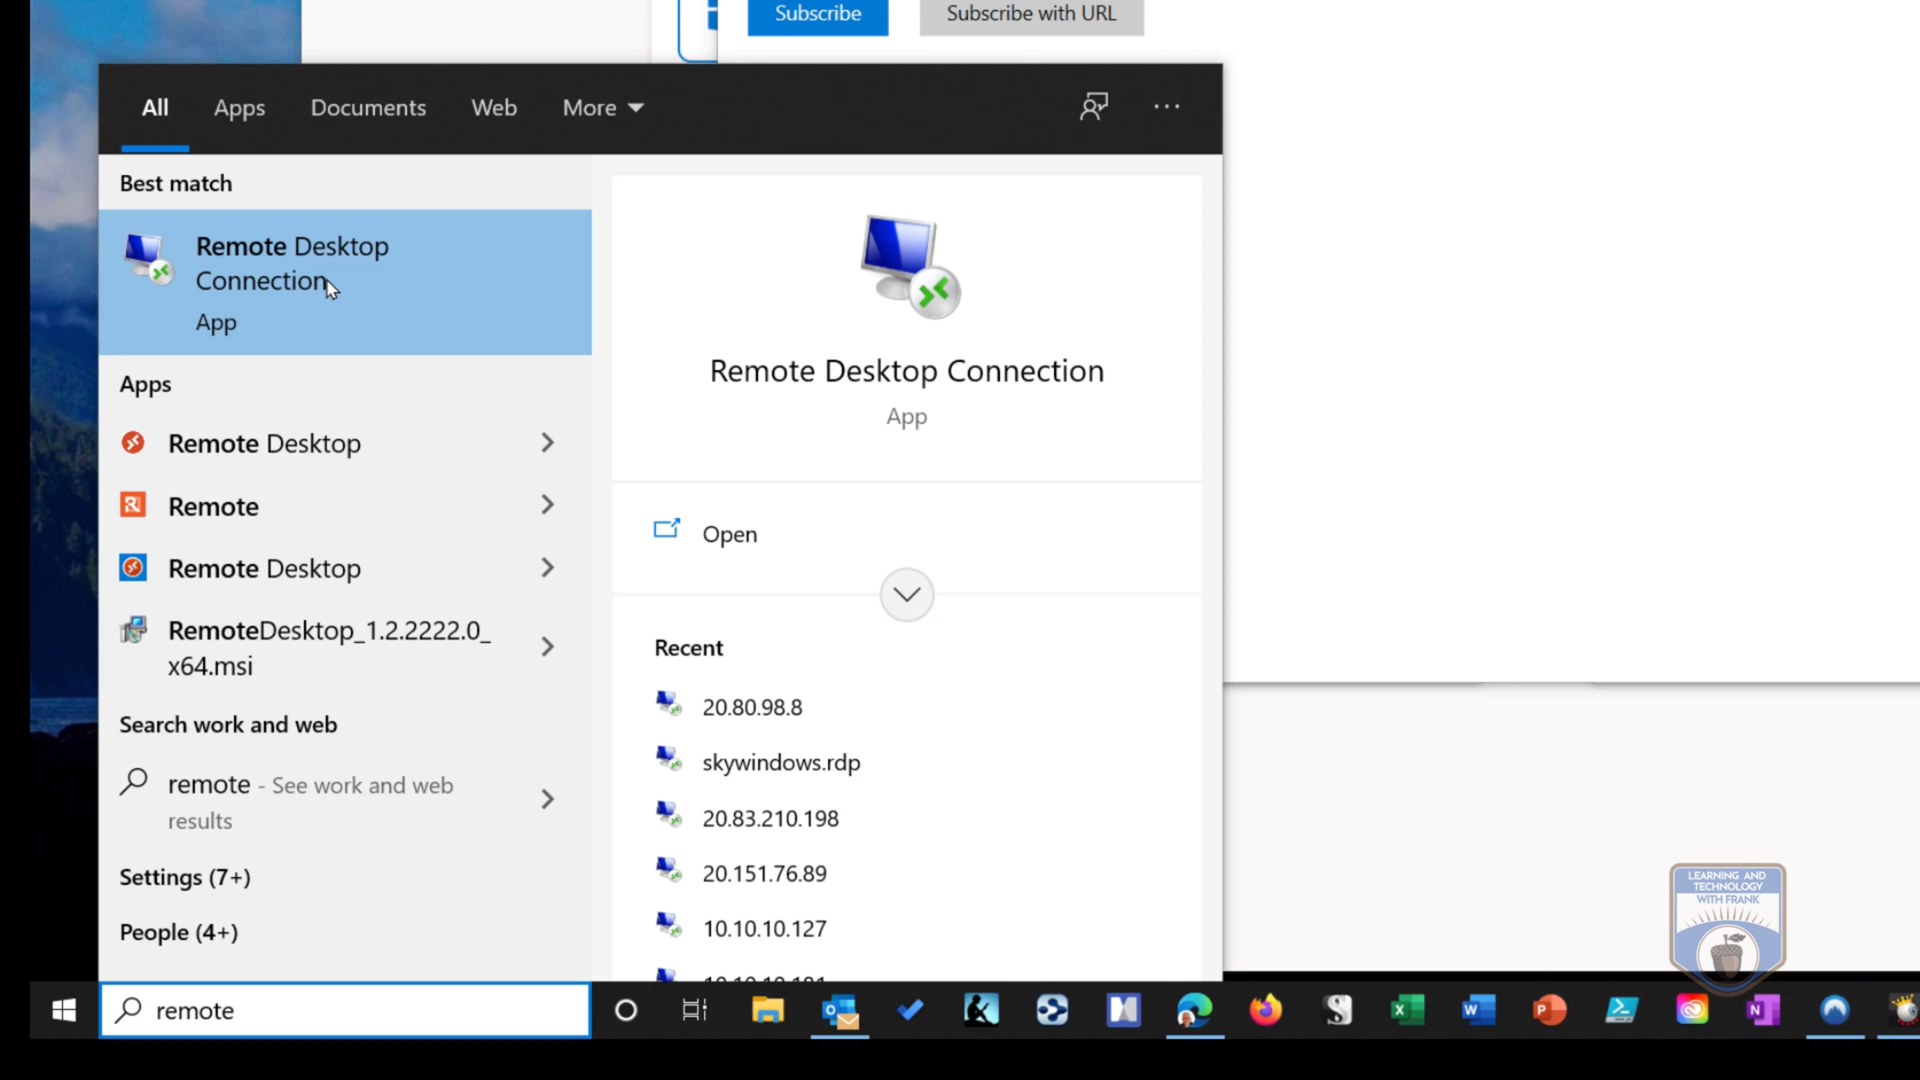 Subscribe
Subscribe with URL
All
Apps
Documents
Web
More
Best match
Remote Desktop
Connection
App
Apps
Remote Desktop
Remote
Remote Desktop
RemoteDesktop_1.2.2222.0_
x64.msi
Search work and web
remote - See work and web
results
Settings (7+)
People (4+)
remote
Remote Desktop Connection
App
Open
Recent
20.80.98.8
skywindows.rdp
20.83.210.198
20.151.76.89
10.10.10.127
LEARNING AND
TECHNOLOGY
WITH FRANK